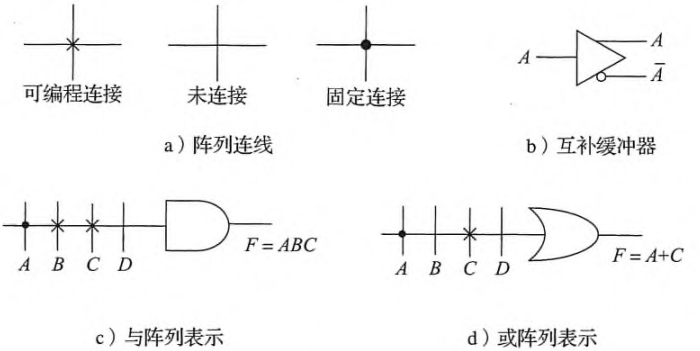 可编程连接 未连接 固定连接
a）阵列连线
A A
A̅
b）互补缓冲器
A B C D F = ABC
c）与阵列表示
A B C D F = A+C
d）或阵列表示